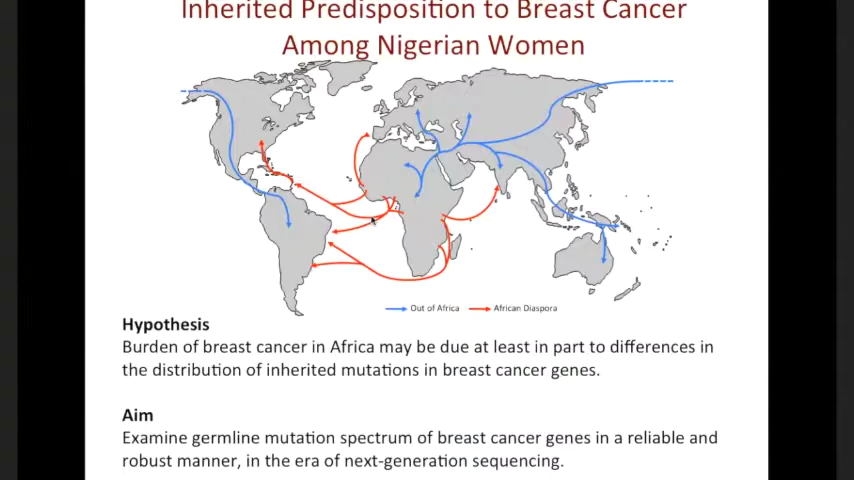 Inherited Predisposition to Breast Cancer
Among Nigerian Women
Out of Africa
African Diaspora
Hypothesis
Burden of breast cancer in Africa may be due at least in part to differences in
the distribution of inherited mutations in breast cancer genes.
Aim
Examine germline mutation spectrum of breast cancer genes in a reliable and
robust manner, in the era of next-generation sequencing.